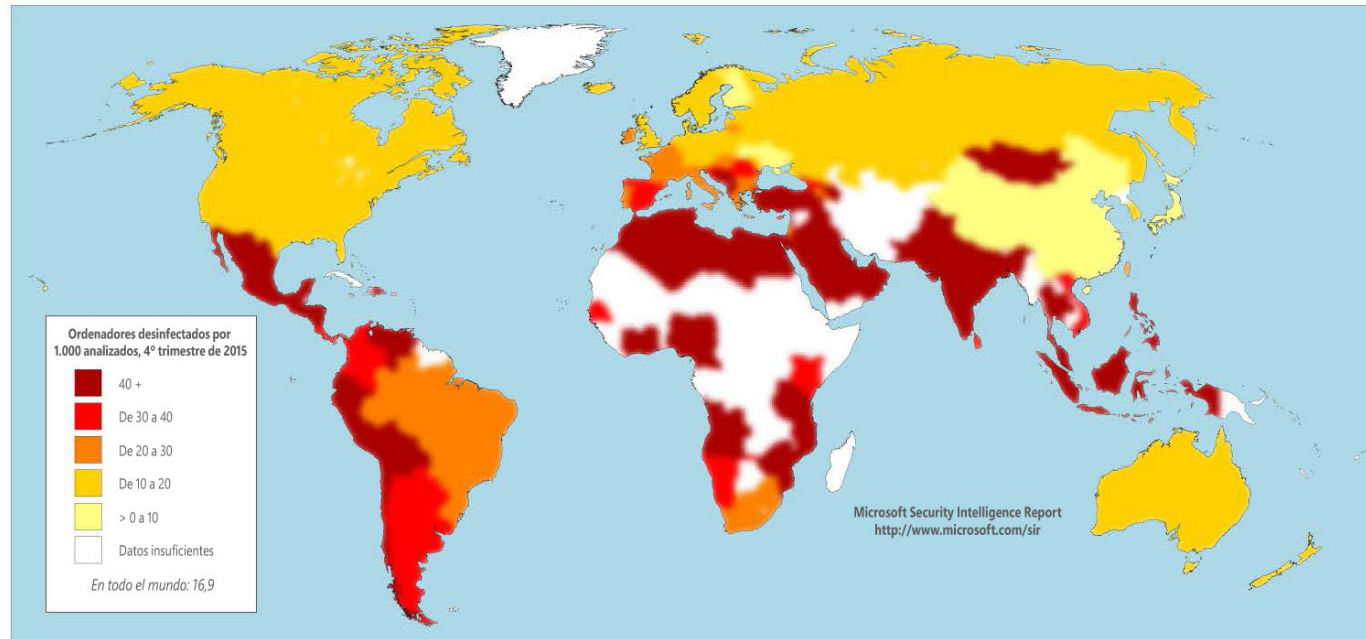 Ordenadores desinfectados por
1.000 analizados, 4º trimestre de 2015
40 +
De 30 a 40
De 20 a 30
De 10 a 20
> 0 a 10
Datos insuficientes
En todo el mundo: 16,9
Microsoft Security Intelligence Report
http://www.microsoft.com/sir